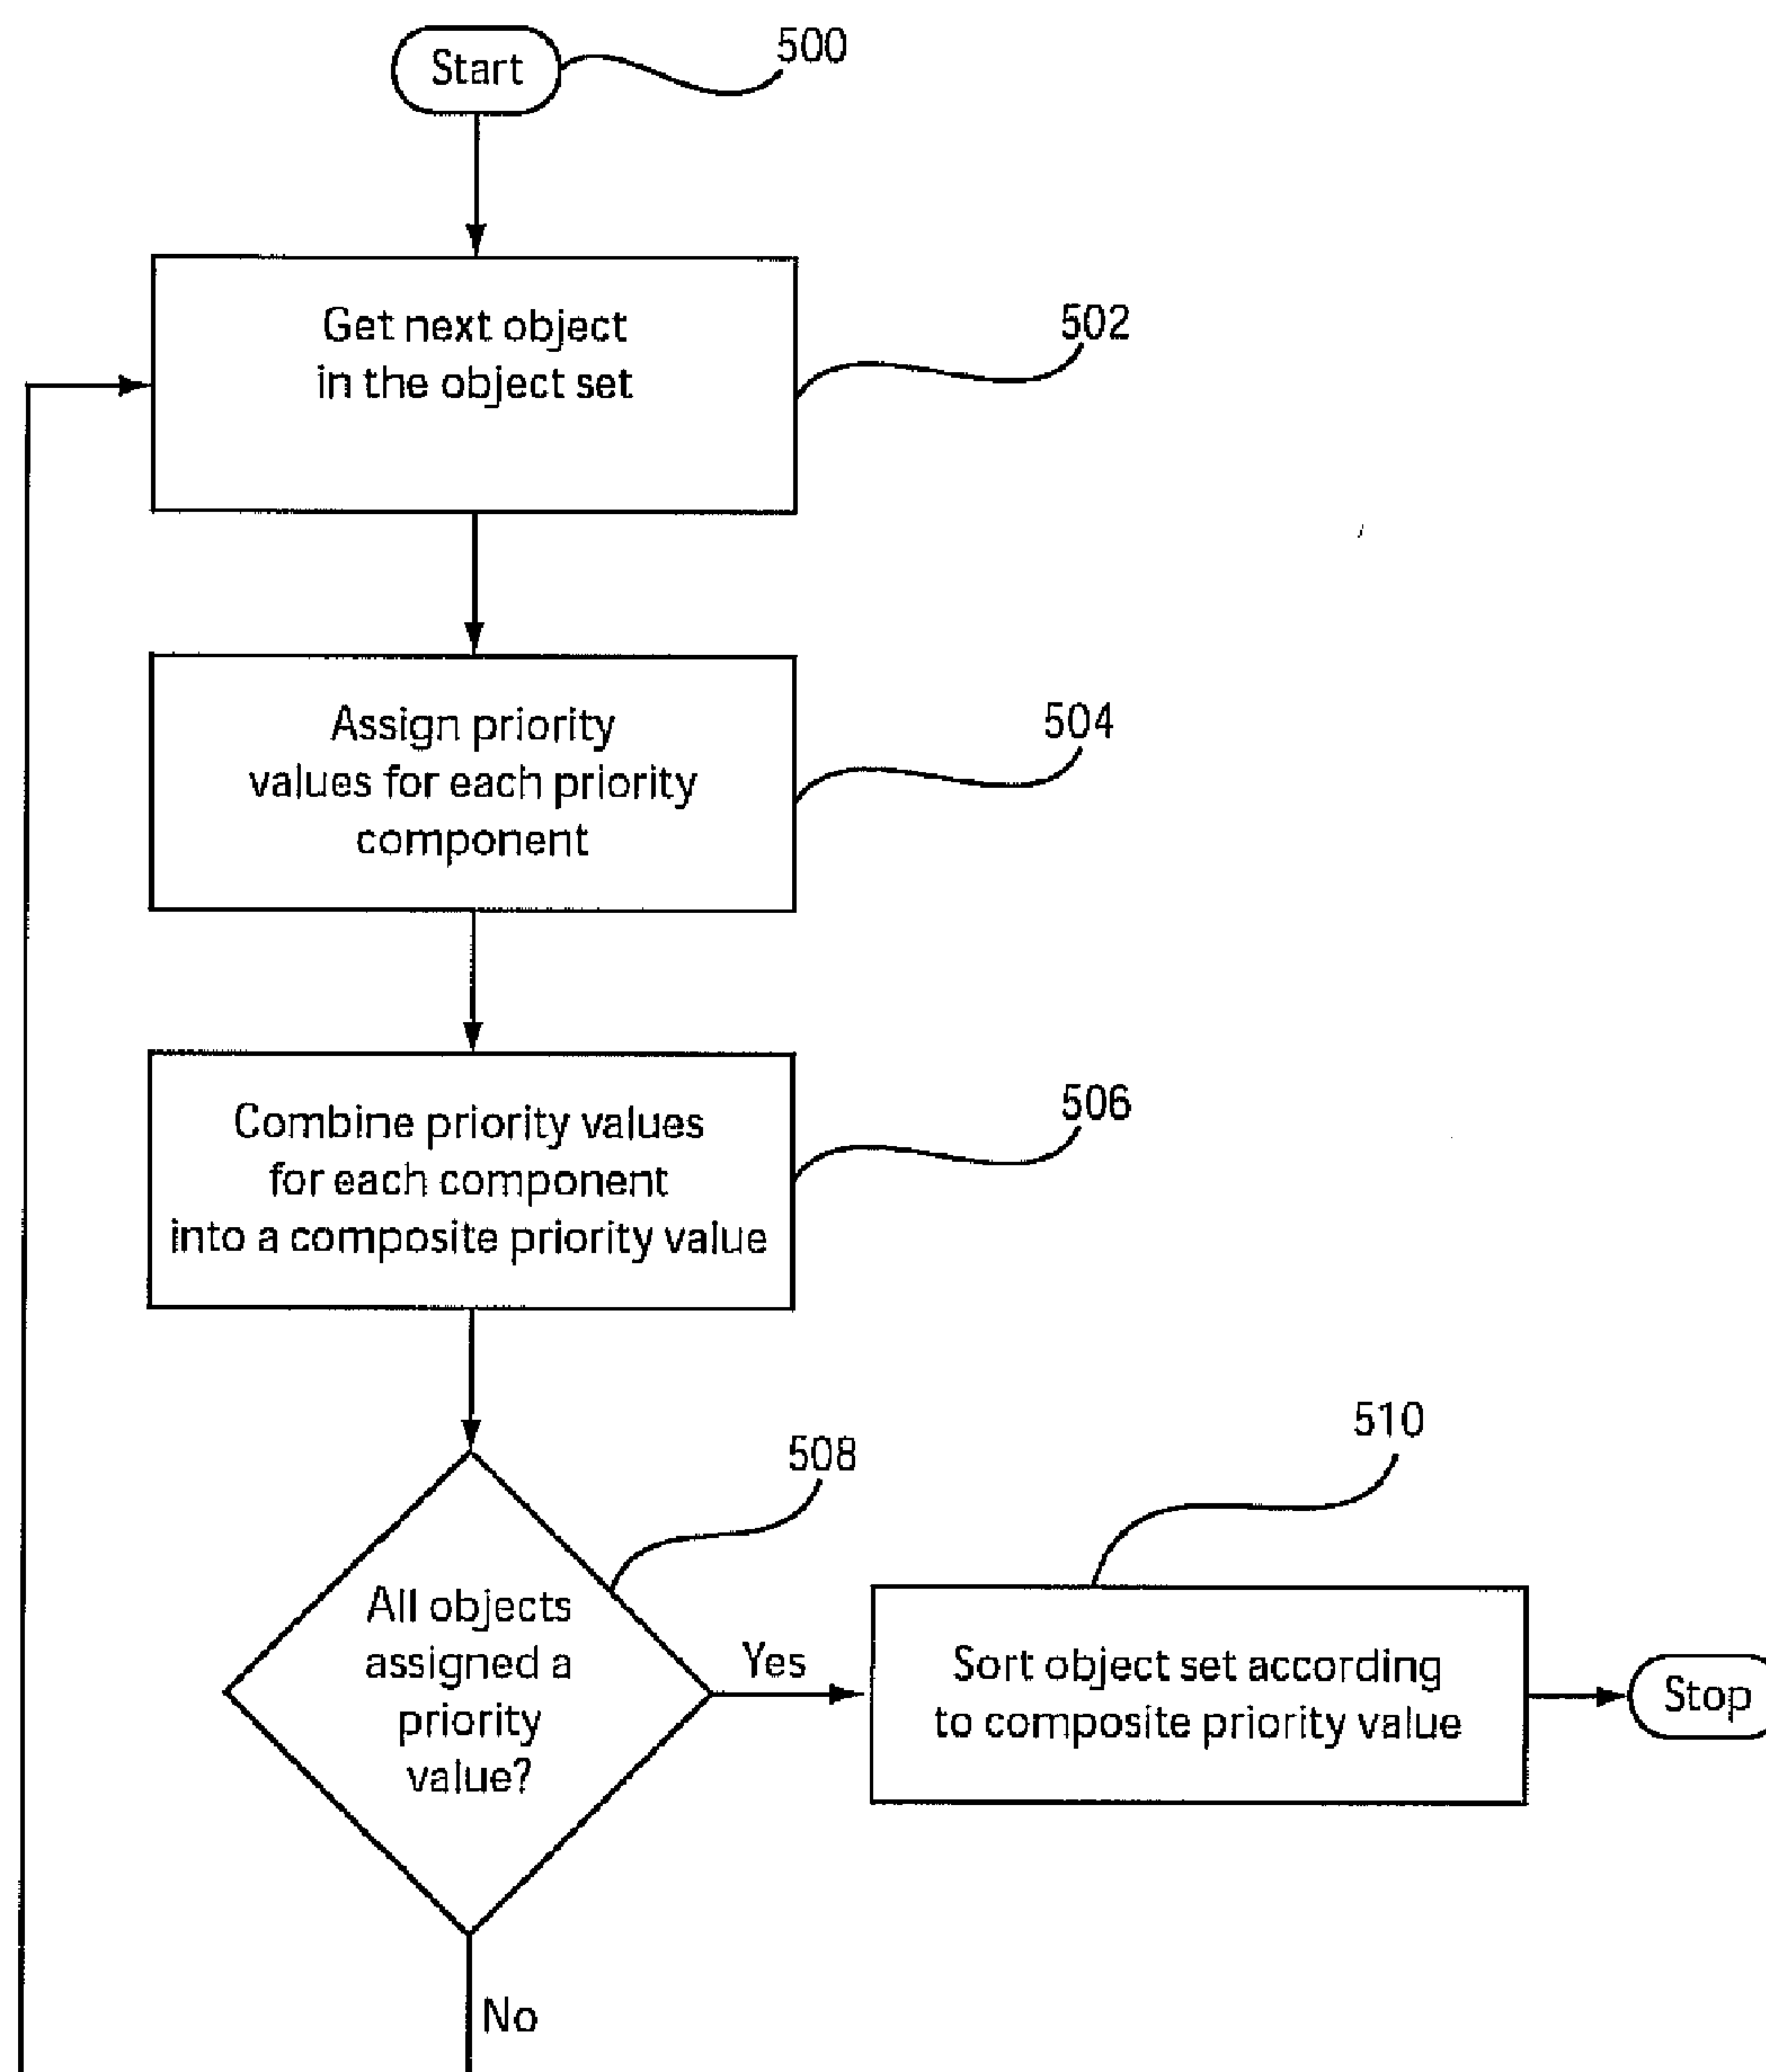 Start
500
Get next object
in the object set
502
Assign priority
values for each priority
component
504
Combine priority values
for each component
into a composite priority value
506
All objects
assigned a
priority
value?
508
Yes
Sort object set according
to composite priority value
510
Stop
No